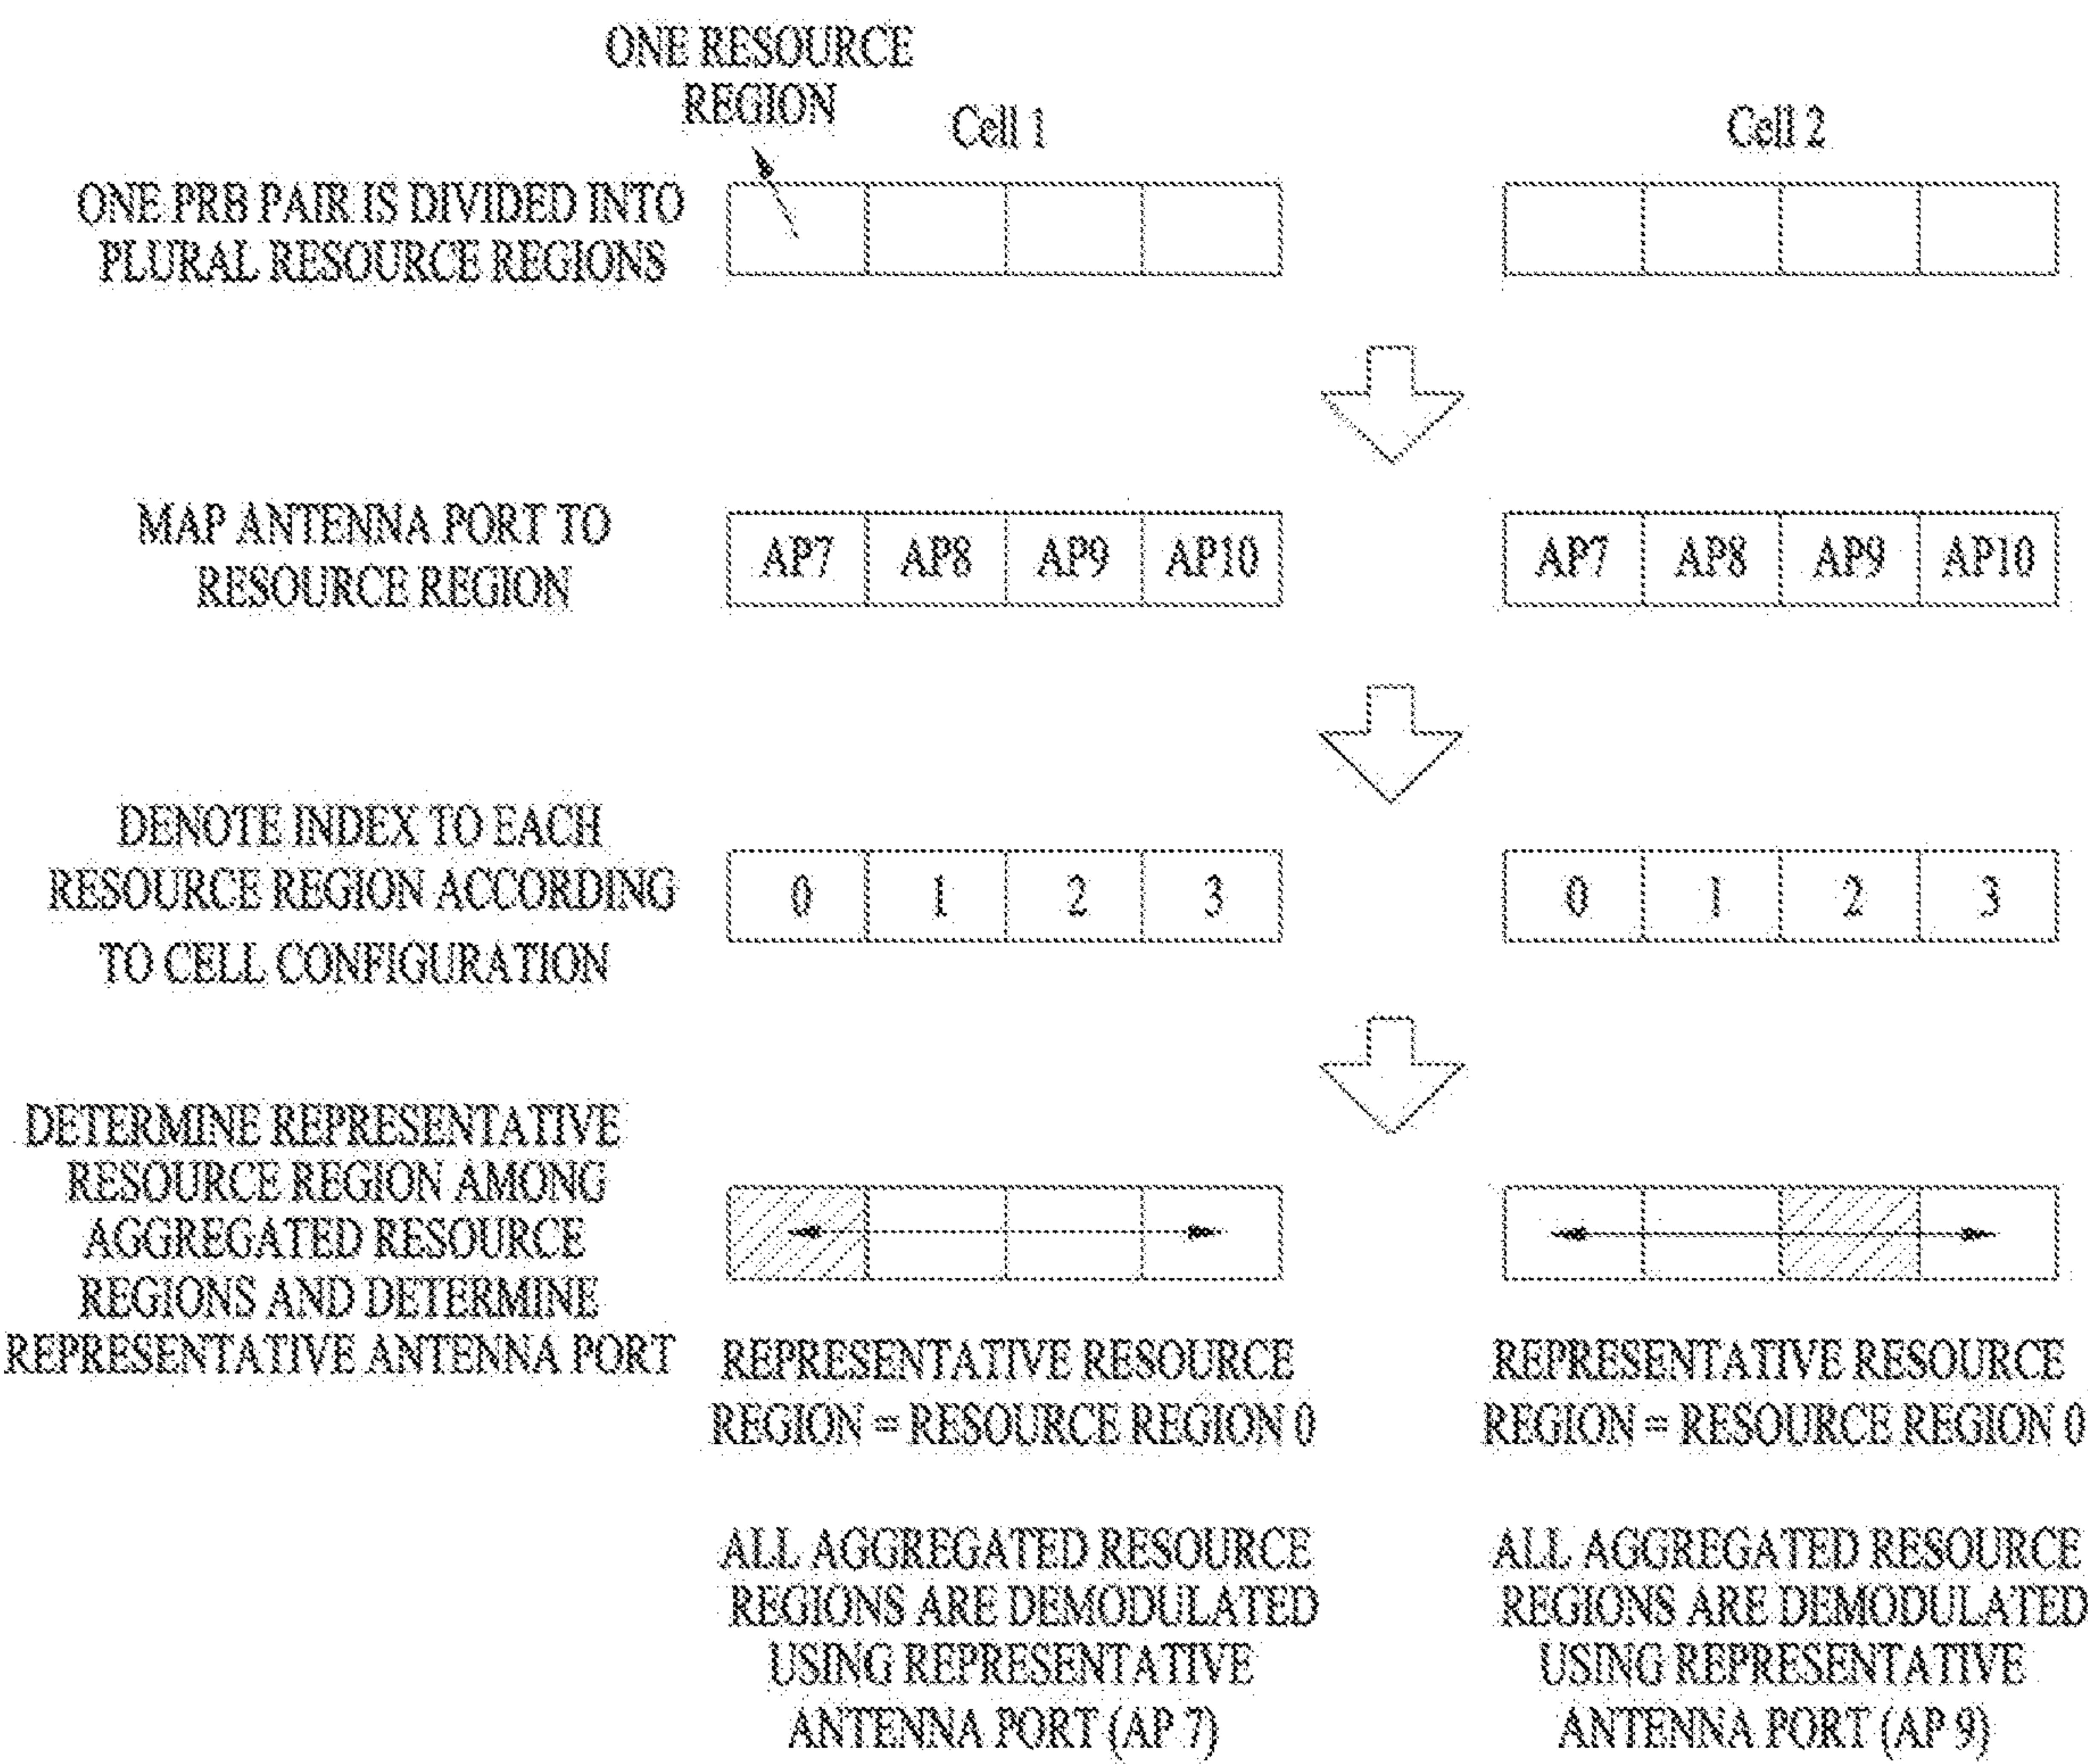 ONE RESOURCE
REGION
Cell 1
Cell 2
ONE PRB PAIR IS DIVIDED INTO
PLURAL RESOURCE REGIONS
MAP ANTENNA PORT TO
RESOURCE REGION
AP7 AP8 AP9 AP10
AP7 AP8 AP9 AP10
DENOTE INDEX TO EACH
RESOURCE REGION ACCORDING
TO CELL CONFIGURATION
0 1 2 3
0 1 2 3
DETERMINE REPRESENTATIVE
RESOURCE REGION AMONG
AGGREGATED RESOURCE
REGIONS AND DETERMINE
REPRESENTATIVE ANTENNA PORT
REPRESENTATIVE RESOURCE
REGION = RESOURCE REGION 0
ALL AGGREGATED RESOURCE
REGIONS ARE DEMODULATED
USING REPRESENTATIVE
ANTENNA PORT (AP 7)
REPRESENTATIVE RESOURCE
REGION = RESOURCE REGION 0
ALL AGGREGATED RESOURCE
REGIONS ARE DEMODULATED
USING REPRESENTATIVE
ANTENNA PORT (AP 9)